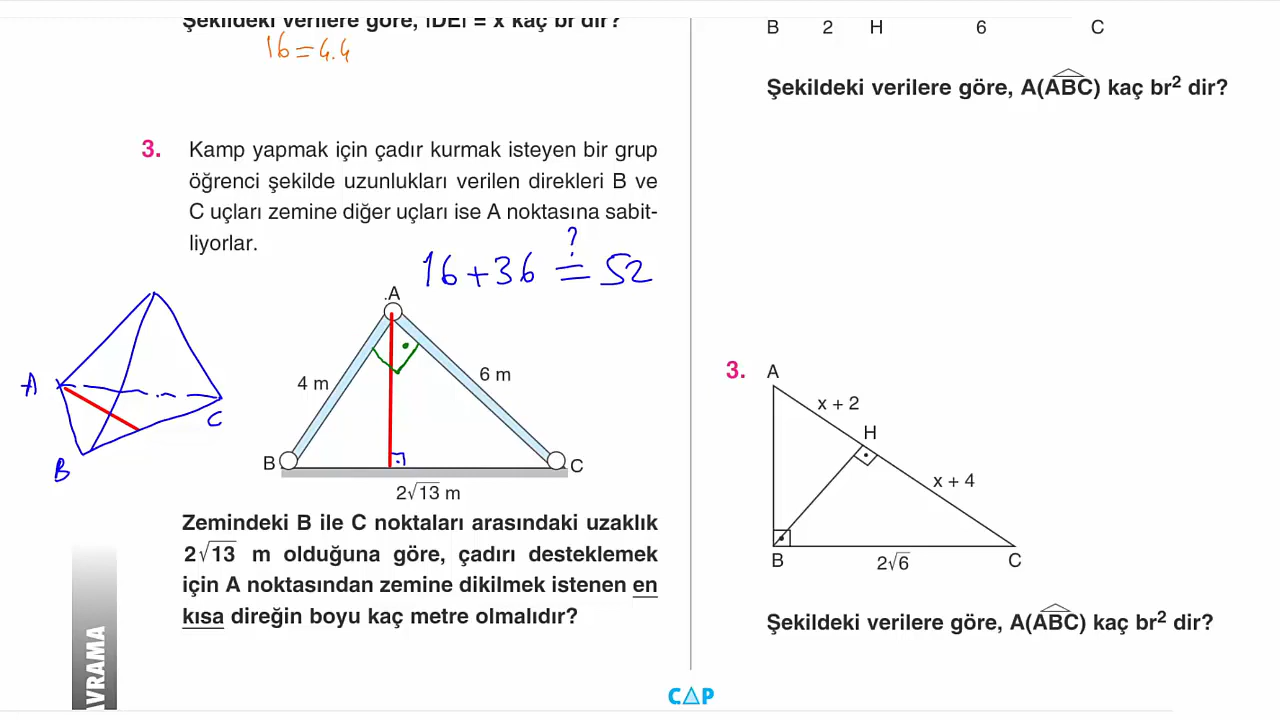 Şekildeki verilere göre, |DE| = x kaç br dir?
16=4.4
3. Kamp yapmak için çadır kurmak isteyen bir grup
öğrenci şekilde uzunlukları verilen direkleri B ve
C uçları zemine diğer uçları ise A noktasına sabit-
liyorlar.
16+36 ?= 52
A
B
C
.A
4 m
6 m
B
C
2√13 m
Zemindeki B ile C noktaları arasındaki uzaklık
2√13 m olduğuna göre, çadırı desteklemek
için A noktasından zemine dikilmek istenen en
kısa direğin boyu kaç metre olmalıdır?
VRAMA
B 2 H 6 C
Şekildeki verilere göre, A(ABC) kaç br² dir?
3. A
x + 2
H
x + 4
B
2√6
C
Şekildeki verilere göre, A(ABC) kaç br² dir?
CAP